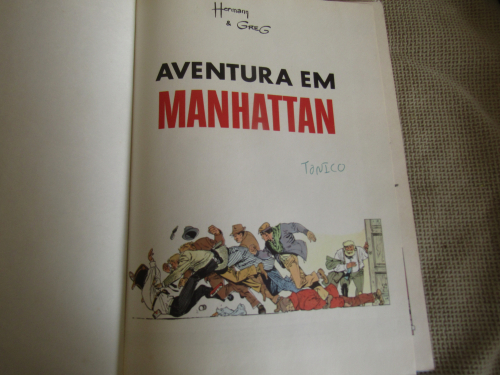 Hermann
& GREG
AVENTURA EM
MANHATTAN
TONICO